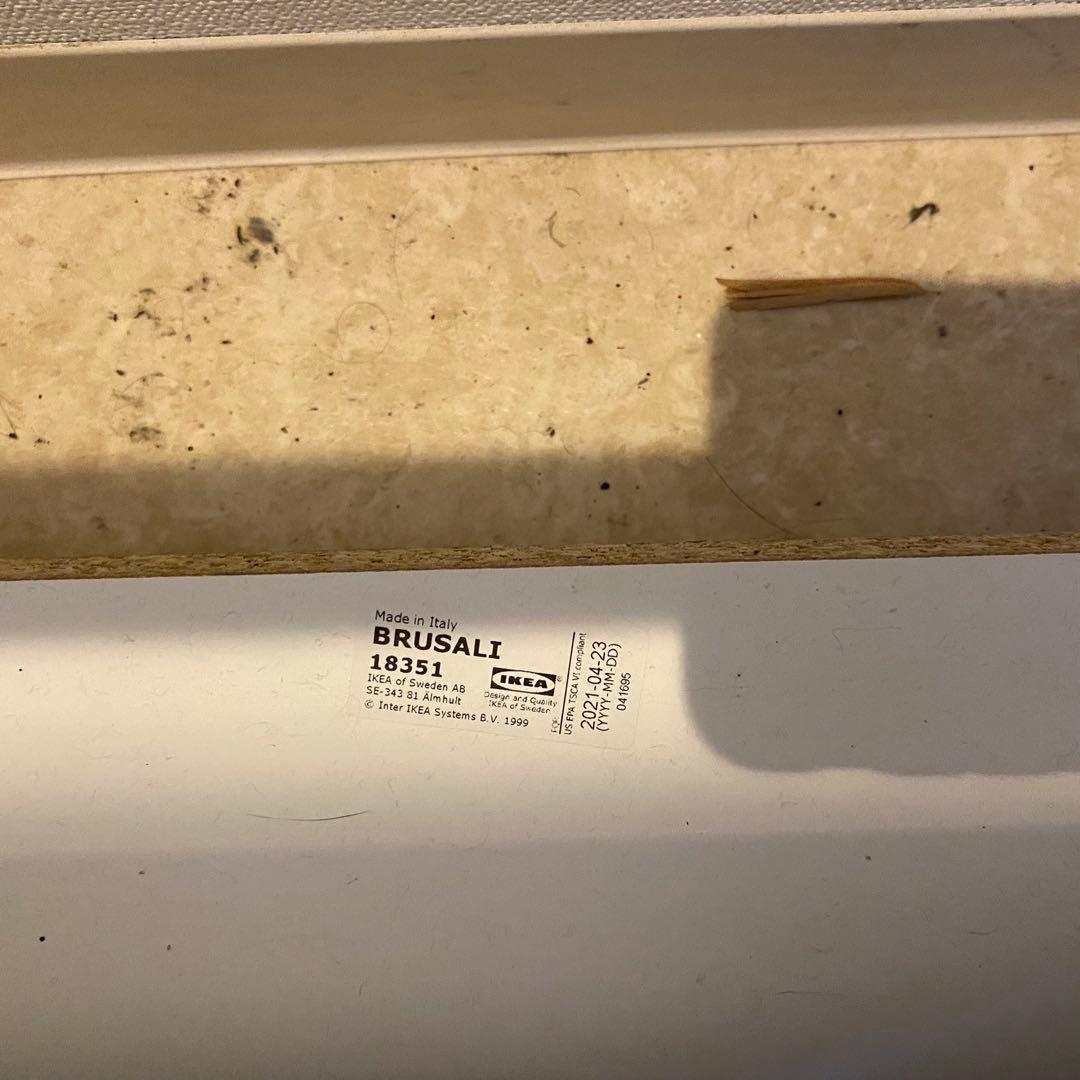 Made in Italy
BRUSALI
18351
IKEA of Sweden AB
SE-343 81 Älmhult
© Inter IKEA Systems B.V. 1999
IKEA ®
Design and Quality
IKEA of Sweden
US EPA TSCA VI compliant
2021-04-23
(YYYY-MM-DD)
041695